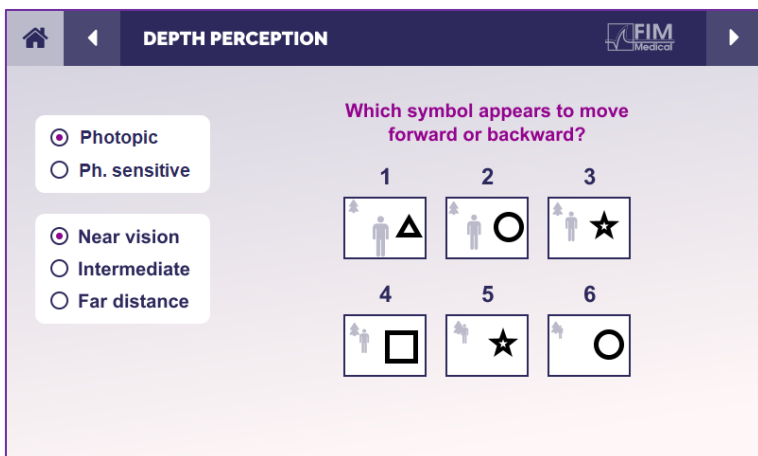 DEPTH PERCEPTION
FIM
Medical
Photopic
Ph. sensitive
Near vision
Intermediate
Far distance
Which symbol appears to move
forward or backward?
1 2 3
4 5 6